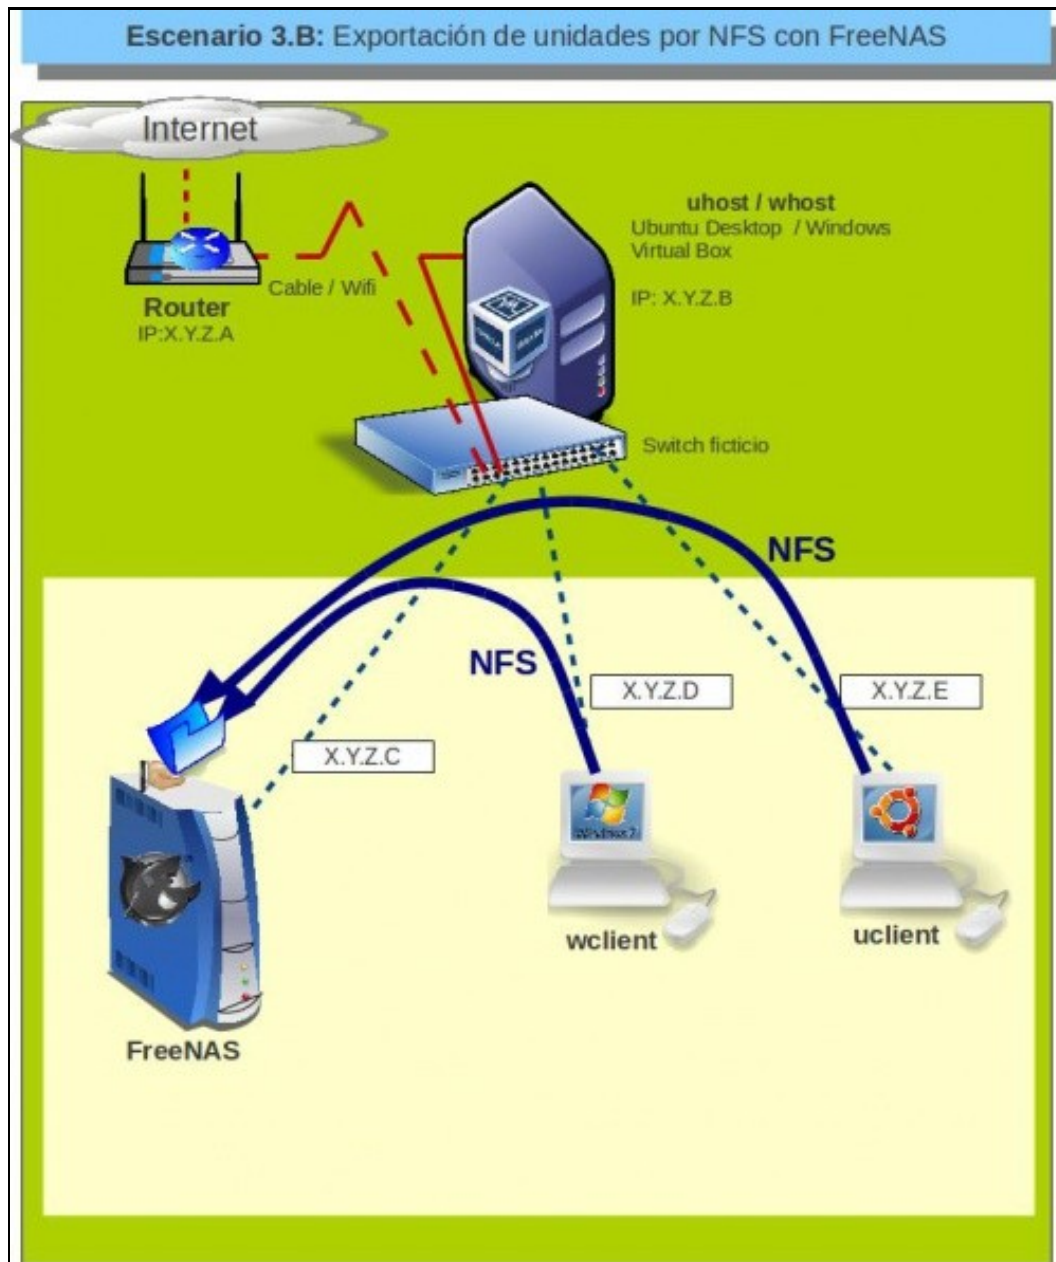 Escenario 3.B: Exportación de unidades por NFS con FreeNAS
Internet
uhost / whost
Ubuntu Desktop / Windows
Virtual Box
IP: X.Y.Z.B
Cable / Wifi
Router
IP:X.Y.Z.A
Switch ficticio
NFS
NFS
X.Y.Z.D
X.Y.Z.E
X.Y.Z.C
wclient
uclient
FreeNAS